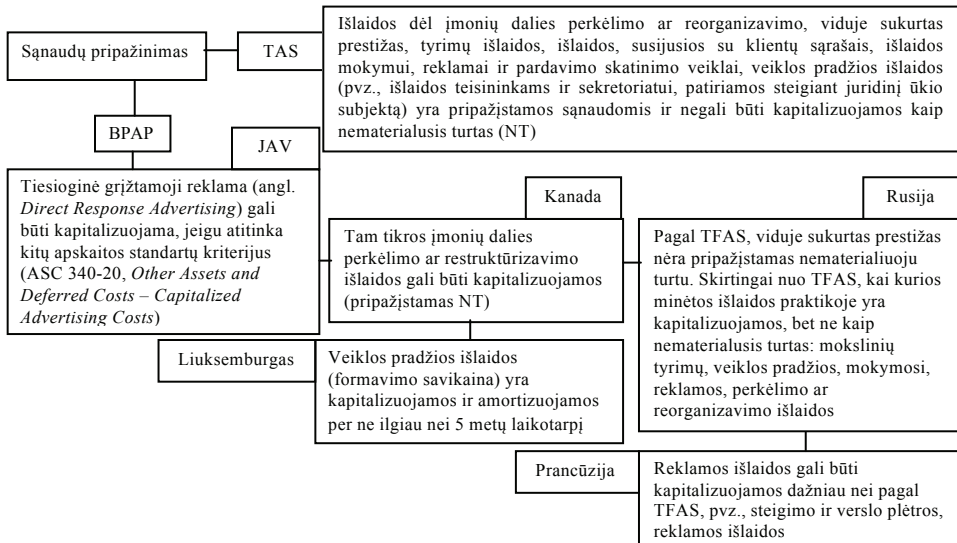 Sąnaudų pripažinimas
TAS
Išlaidos dėl įmonių dalies perkėlimo ar reorganizavimo, viduje sukurtas
prestižas, tyrimų išlaidos, išlaidos, susijusios su klientų sąrašais, išlaidos
mokymui, reklamai ir pardavimo skatinimo veiklai, veiklos pradžios išlaidos
(pvz., išlaidos teisininkams ir sekretoriatui, patiriamos steigiant juridinį ūkio
subjektą) yra pripažįstamos sąnaudomis ir negali būti kapitalizuojamos kaip
nematerialusis turtas (NT)
BPAP
JAV
Tiesioginė grįžtamoji reklama (angl.
Direct Response Advertising) gali
būti kapitalizuojama, jeigu atitinka
kitų apskaitos standartų kriterijus
(ASC 340-20, Other Assets and
Deferred Costs – Capitalized
Advertising Costs)
Kanada
Tam tikros įmonių dalies
perkėlimo ar restruktūrizavimo
išlaidos gali būti kapitalizuojamos
(pripažįstamas NT)
Rusija
Pagal TFAS, viduje sukurtas prestižas
nėra pripažįstamas nematerialiuoju
turtu. Skirtingai nuo TFAS, kai kurios
minėtos išlaidos praktikoje yra
kapitalizuojamos, bet ne kaip
nematerialusis turtas: mokslinių
tyrimų, veiklos pradžios, mokymosi,
reklamos, perkėlimo ar
reorganizavimo išlaidos
Liuksemburgas
Veiklos pradžios išlaidos
(formavimo savikaina) yra
kapitalizuojamos ir amortizuojamos
per ne ilgiau nei 5 metų laikotarpį
Prancūzija
Reklamos išlaidos gali būti
kapitalizuojamos dažniau nei pagal
TFAS, pvz., steigimo ir verslo plėtros,
reklamos išlaidos